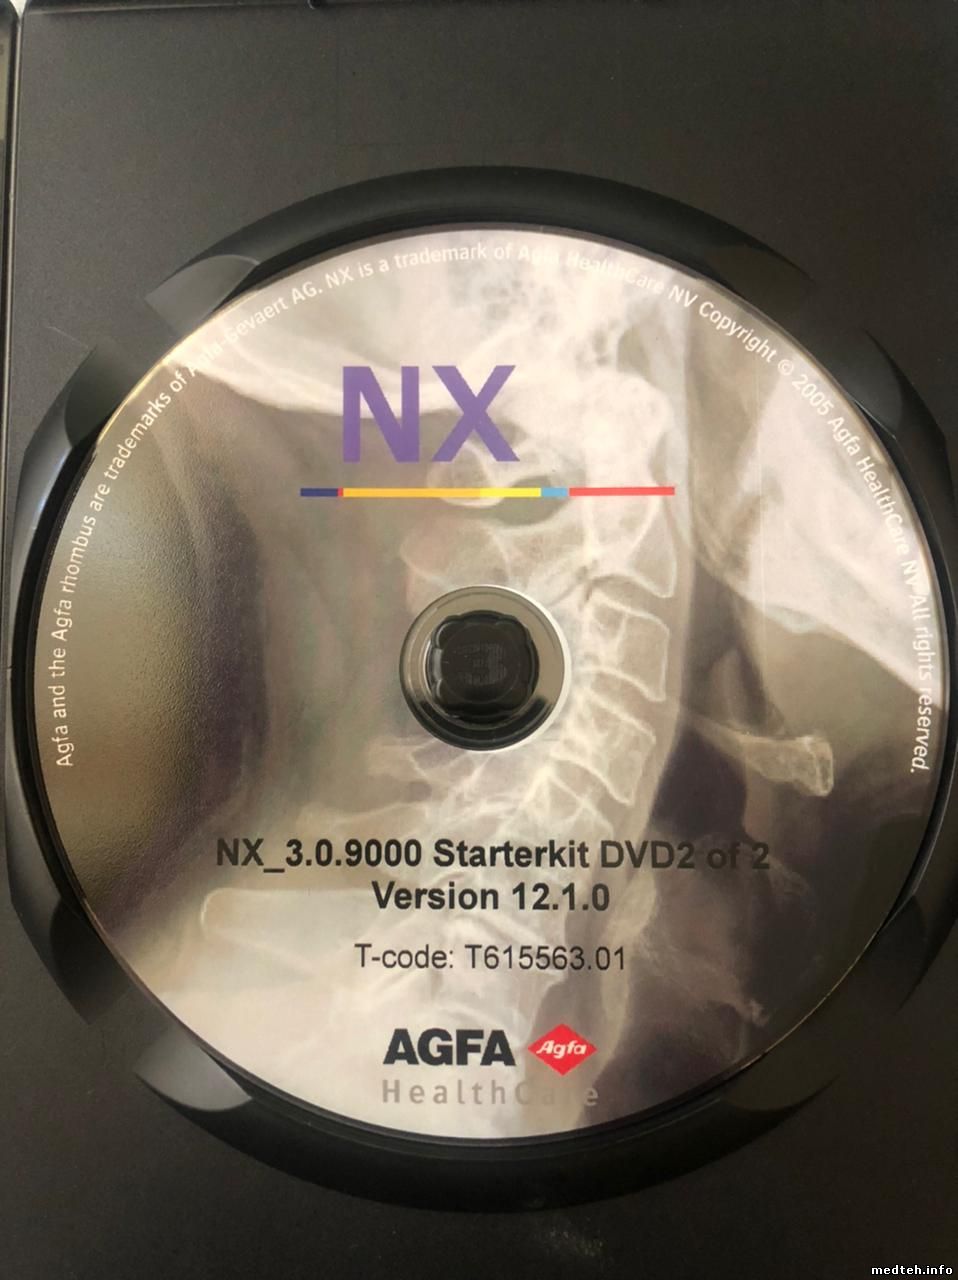 Agfa and the Agfa rhombus are trademarks of Agfa-Gevaert AG. NX is a trademark of Agfa HealthCare NV Copyright © 2005 Agfa HealthCare NV All rights reserved.
NX
NX_3.0.9000 Starterkit DVD2 of 2
Version 12.1.0
T-code: T615563.01
AGFA Agfa
HealthCare
medteh.info